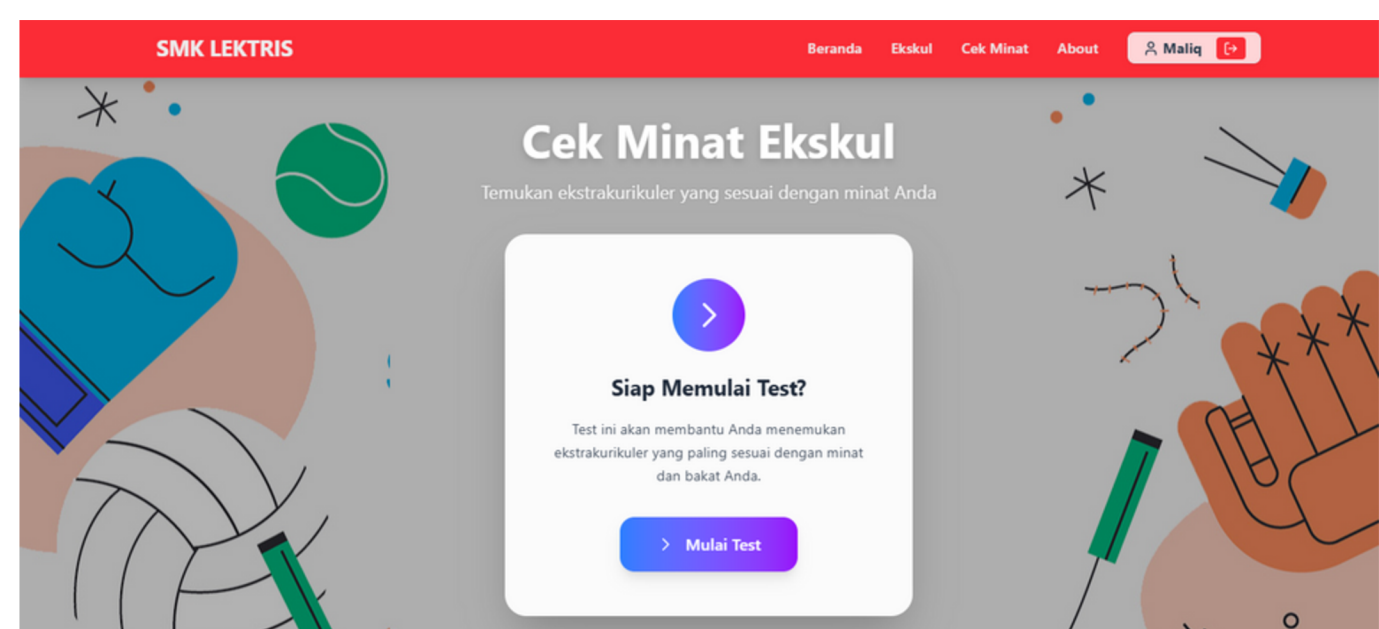 SMK LEKTRIS
Beranda Ekskul Cek Minat About Maliq
Cek Minat Ekskul
Temukan ekstrakurikuler yang sesuai dengan minat Anda
Siap Memulai Test?
Test ini akan membantu Anda menemukan
ekstrakurikuler yang paling sesuai dengan minat
dan bakat Anda.
Mulai Test